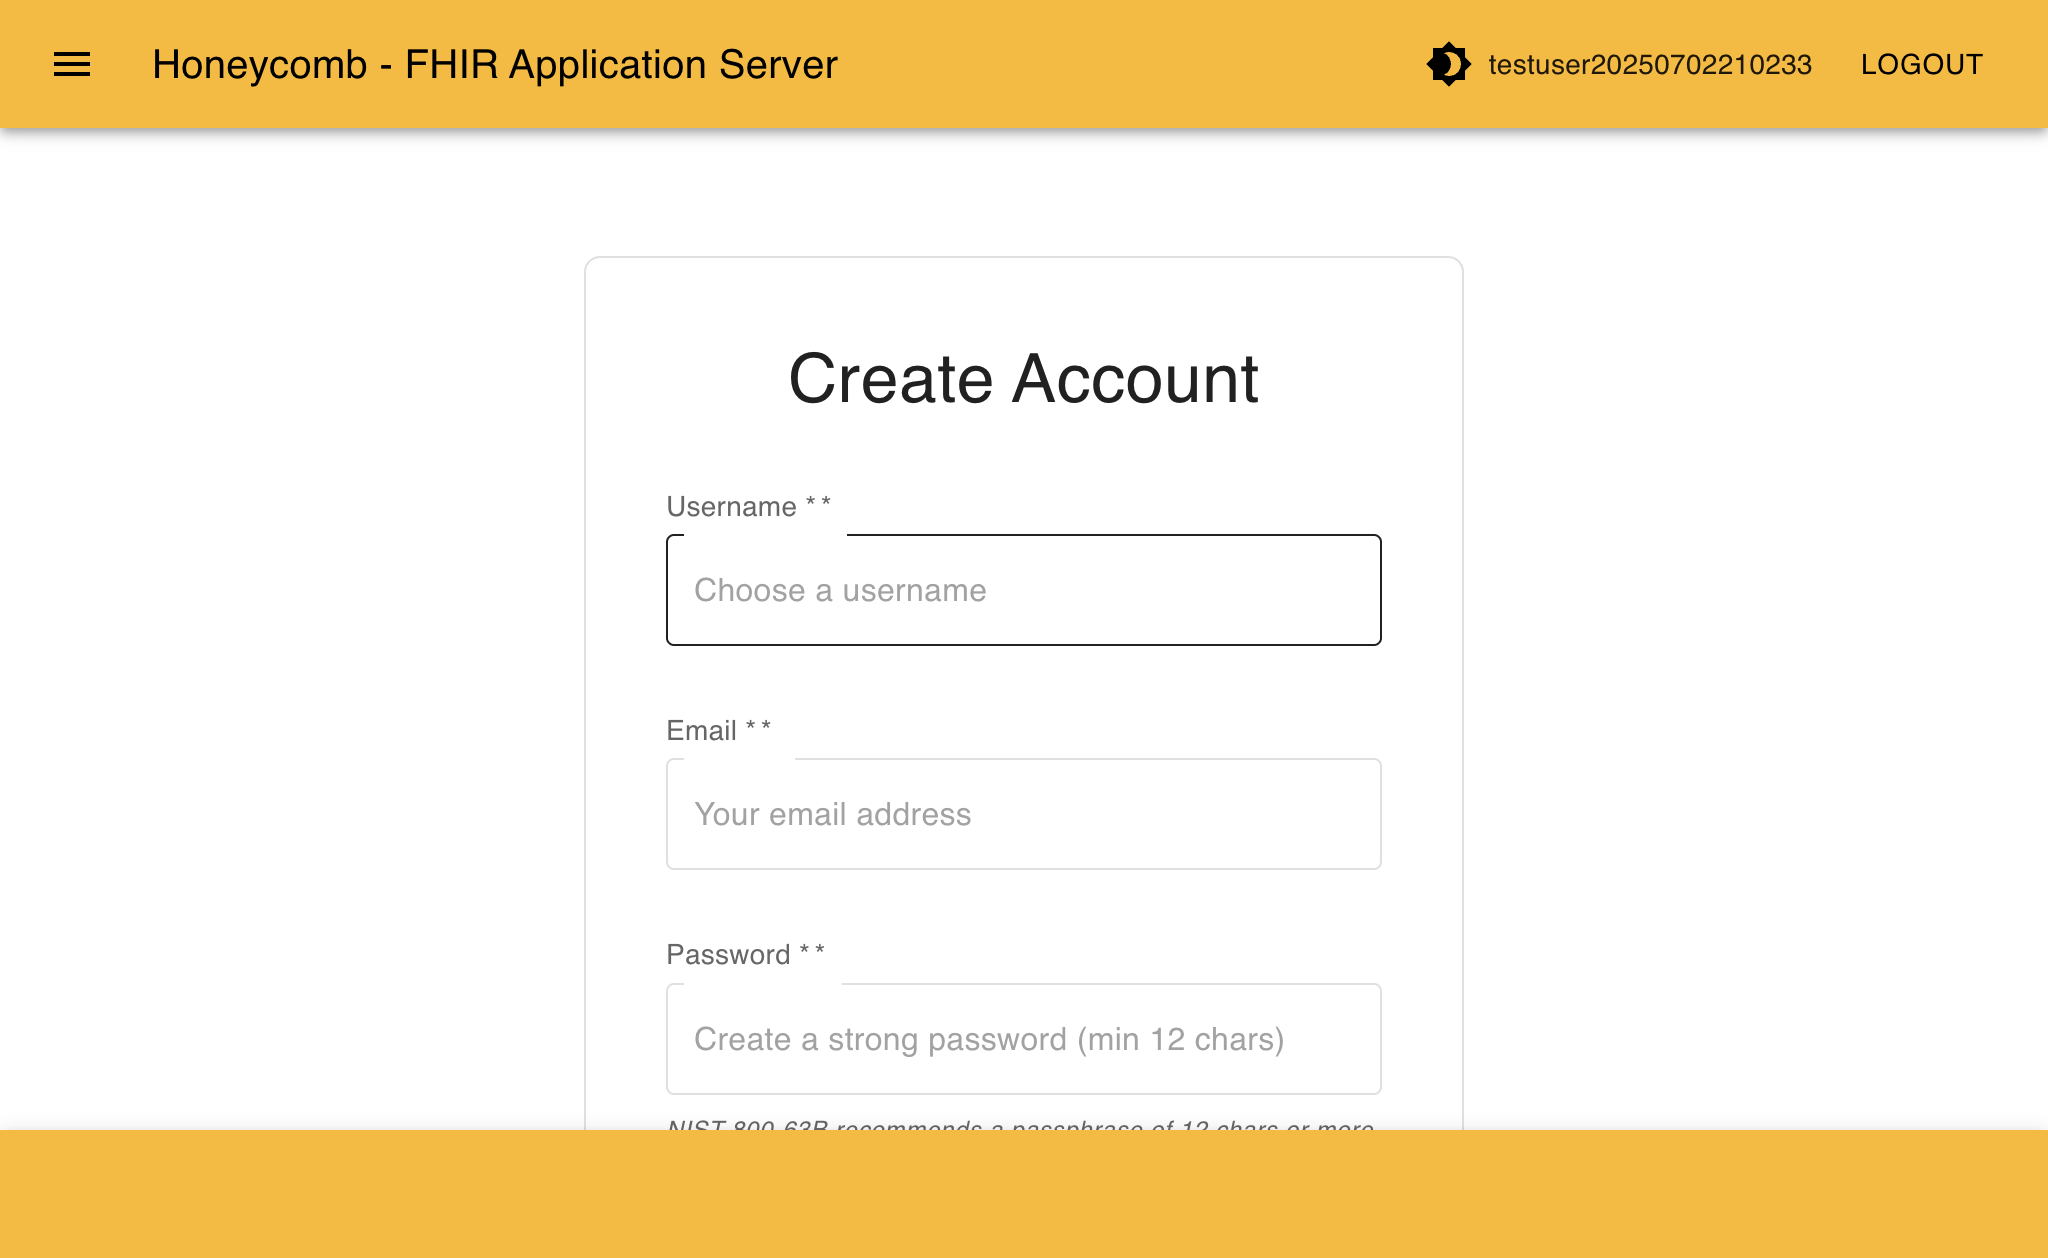 Honeycomb - FHIR Application Server
testuser20250702210233
LOGOUT
Create Account
Username * *
Choose a username
Email * *
Your email address
Password * *
Create a strong password (min 12 chars)
NIST 800-63B recommends a passphrase of 12 chars or more